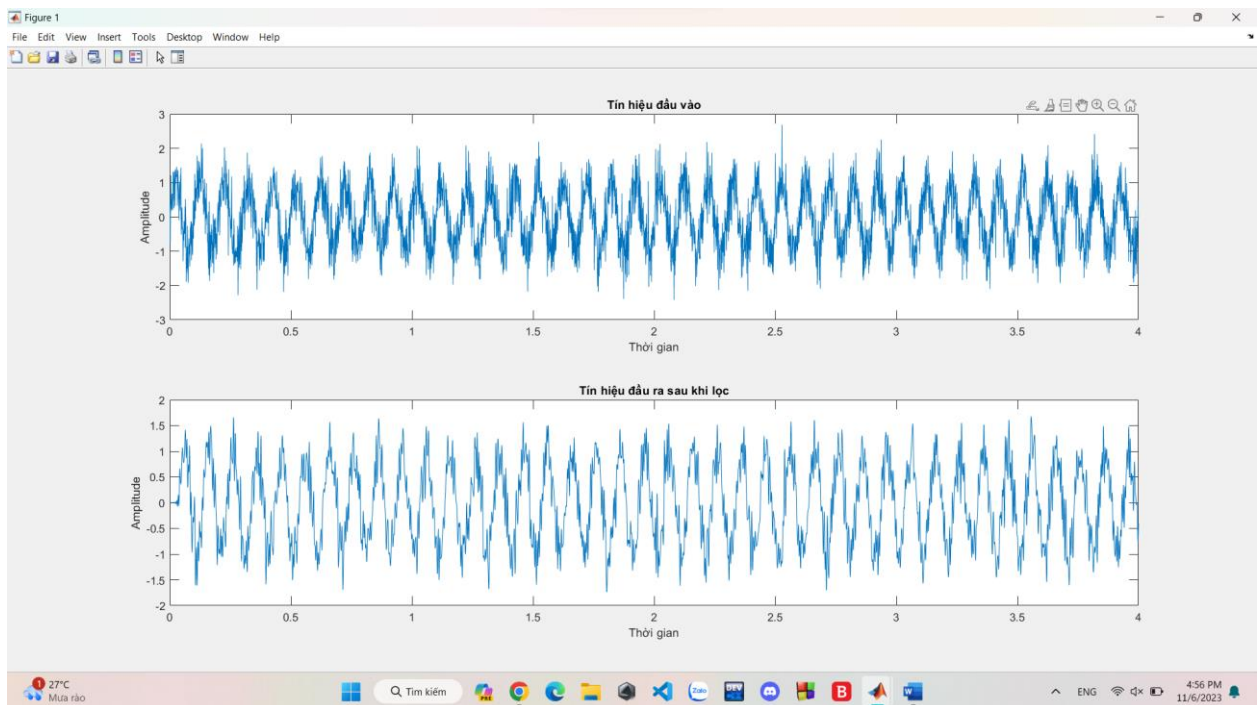 Figure 1
File Edit View Insert Tools Desktop Window Help
Tín hiệu đầu vào
3
2
1
0
-1
-2
-3
Amplitude
0 0.5 1 1.5 2 2.5 3 3.5 4
Thời gian
Tín hiệu đầu ra sau khi lọc
2
1.5
1
0.5
0
-0.5
-1
-1.5
-2
Amplitude
0 0.5 1 1.5 2 2.5 3 3.5 4
Thời gian
1
27°C
Mưa rào
Tìm kiếm
PRE
Zalo
DEV
B
W
ENG
4:56 PM
11/6/2023